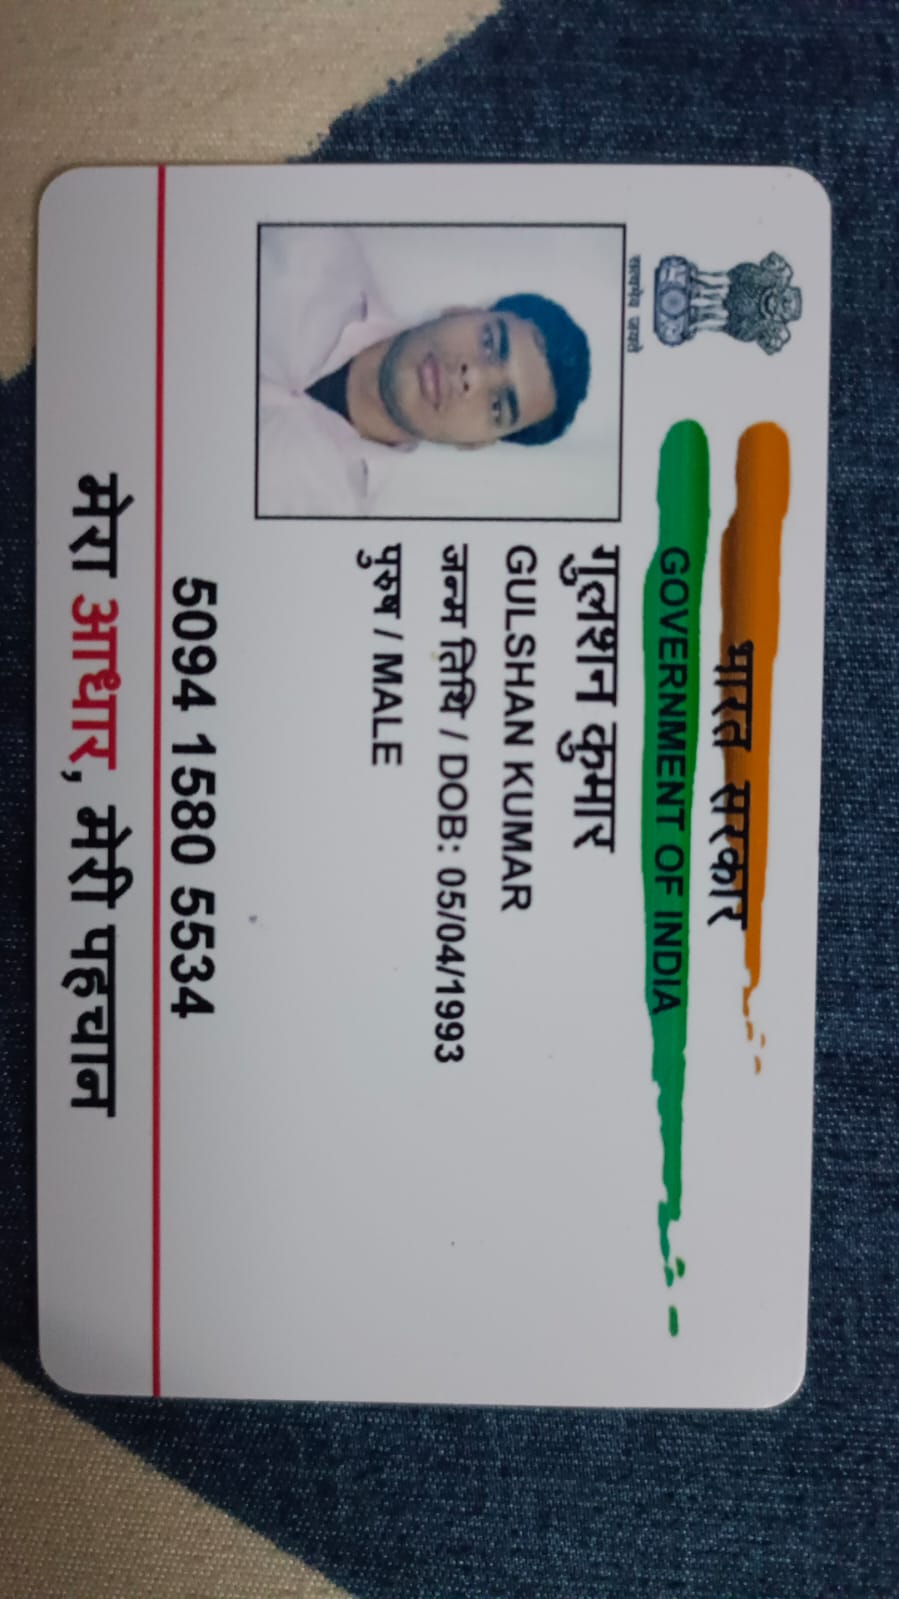 भारत सरकार
GOVERNMENT OF INDIA
सत्यमेव जयते
गुलशन कुमार
GULSHAN KUMAR
जन्म तिथि / DOB: 05/04/1993
पुरुष / MALE
5094 1580 5534
मेरा आधार, मेरी पहचान